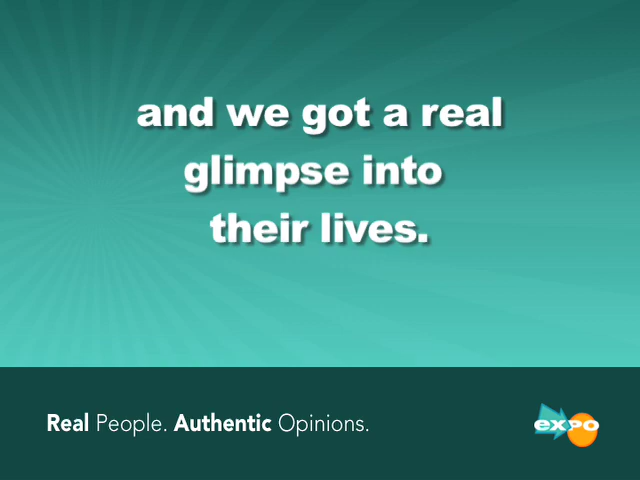 and we got a real
glimpse into
their lives.
Real People. Authentic Opinions.
expo